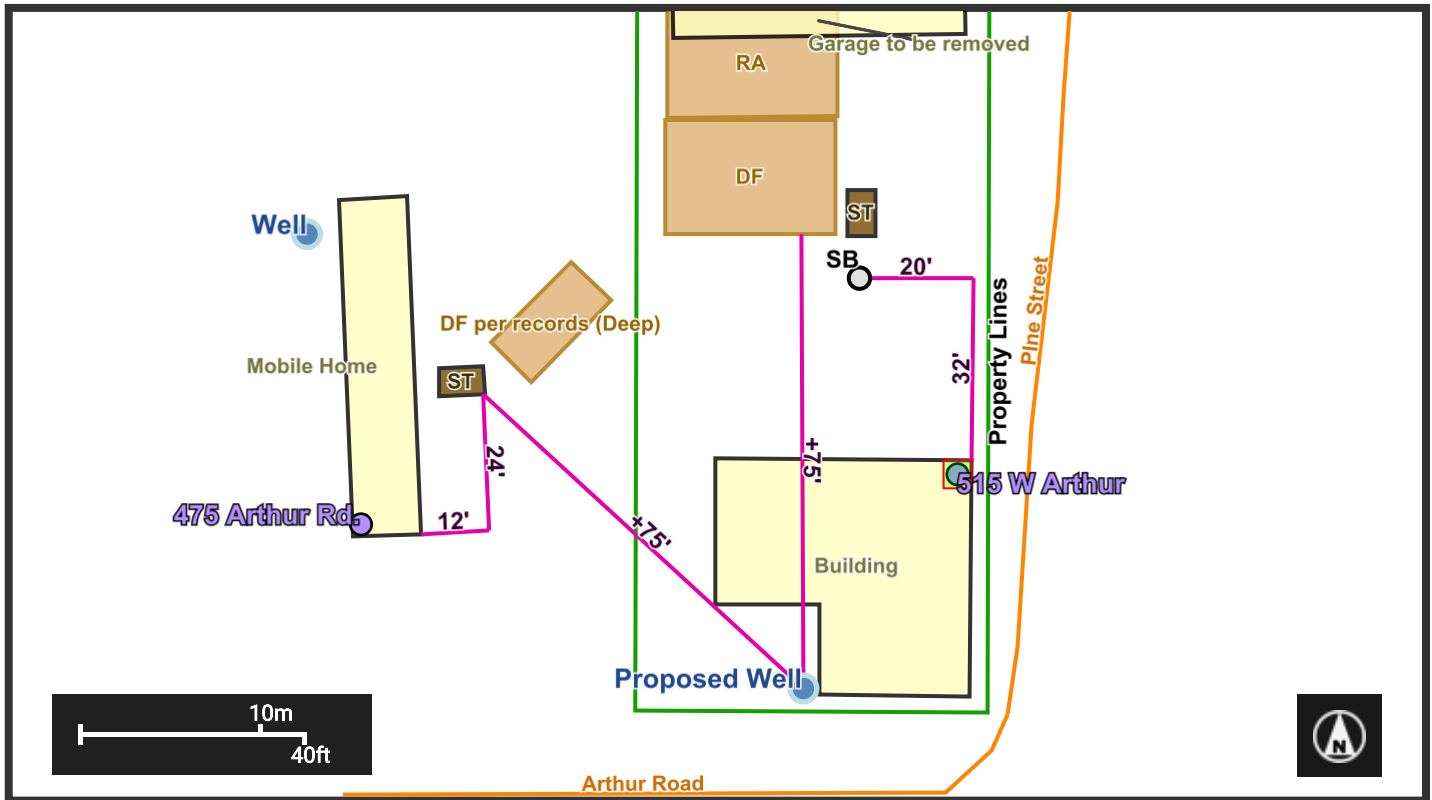 Garage to be removed
RA
DF
ST
Well
SB
20'
DF per records (Deep)
Property Lines
PIne Street
Mobile Home
ST
32'
24'
+75'
515 W Arthur
475 Arthur Rd.
12'
+75'
Building
Proposed Well
10m
40ft
N
Arthur Road